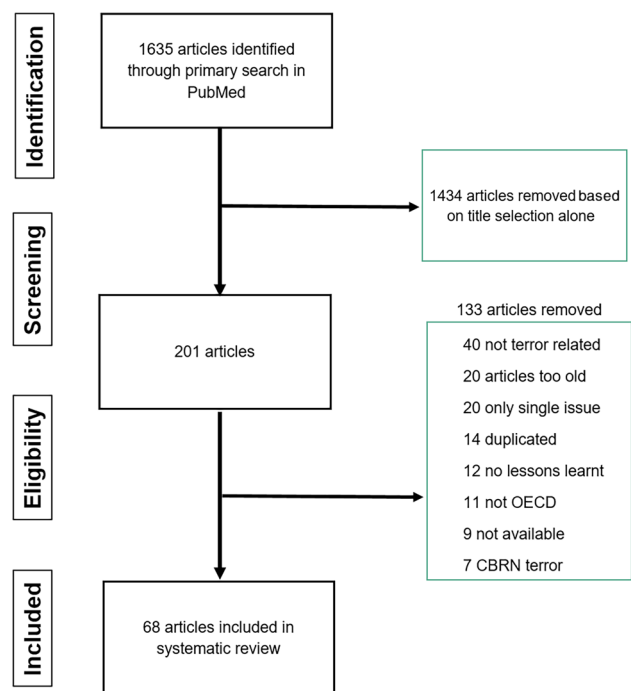 Identification
1635 articles identified
through primary search in
PubMed
1434 articles removed based
on title selection alone
Screening
201 articles
133 articles removed
40 not terror related
20 articles too old
20 only single issue
14 duplicated
12 no lessons learnt
11 not OECD
9 not available
7 CBRN terror
Eligibility
Included
68 articles included in
systematic review